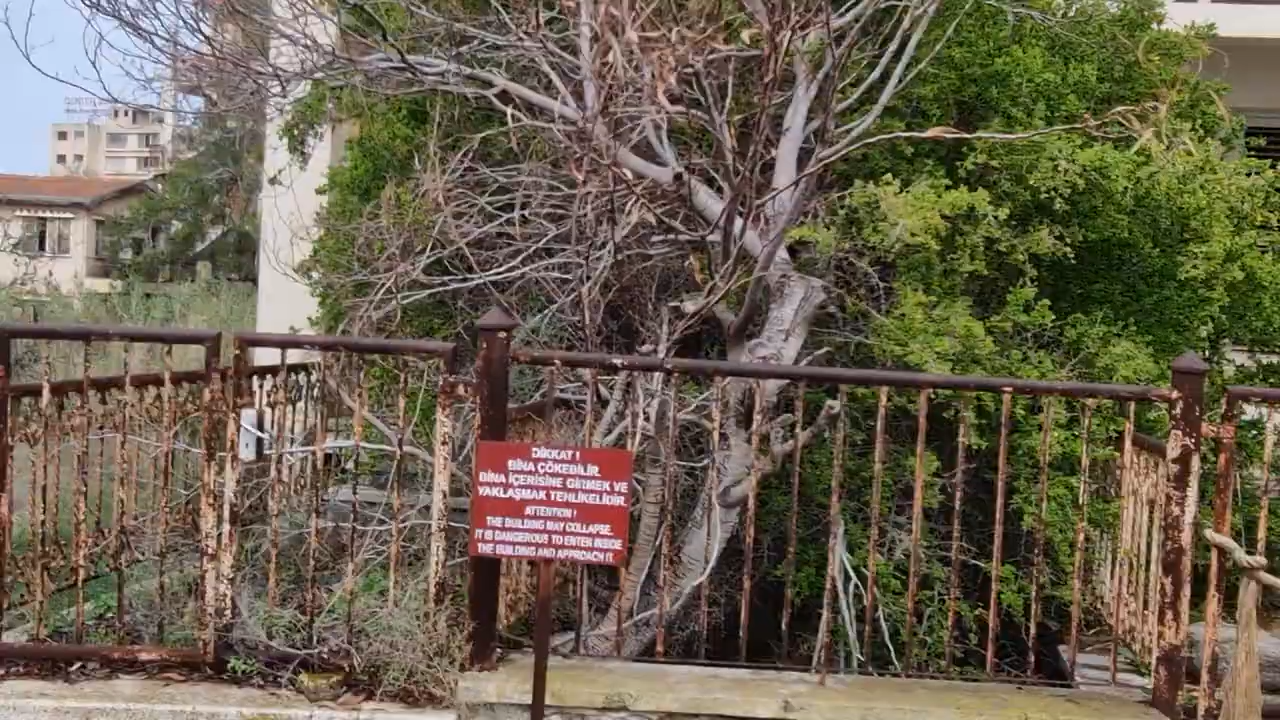 DİKKAT !
BİNA ÇÖKEBİLİR.
BİNA İÇERİSİNE GİRMEK VE
YAKLAŞMAK TEHLİKELİDİR.
ATTENTION !
THE BUILDING MAY COLLAPSE.
IT IS DANGEROUS TO ENTER INSIDE
THE BUILDING AND APPROACH IT.